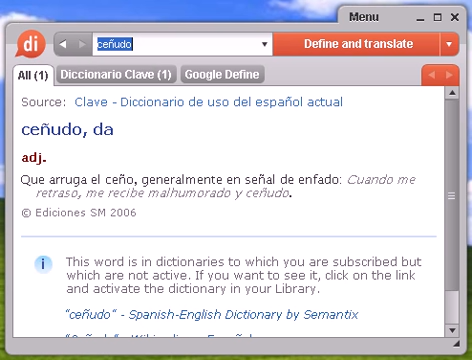 Menu
di
ceñudo
Define and translate
All (1)
Diccionario Clave (1)
Google Define
Source: Clave - Diccionario de uso del español actual
ceñudo, da
adj.
Que arruga el ceño, generalmente en señal de enfado: Cuando me
retraso, me recibe malhumorado y ceñudo.
© Ediciones SM 2006
i
This word is in dictionaries to which you are subscribed but
which are not active. If you want to see it, click on the link
and activate the dictionary in your Library.
"ceñudo" - Spanish-English Dictionary by Semantix